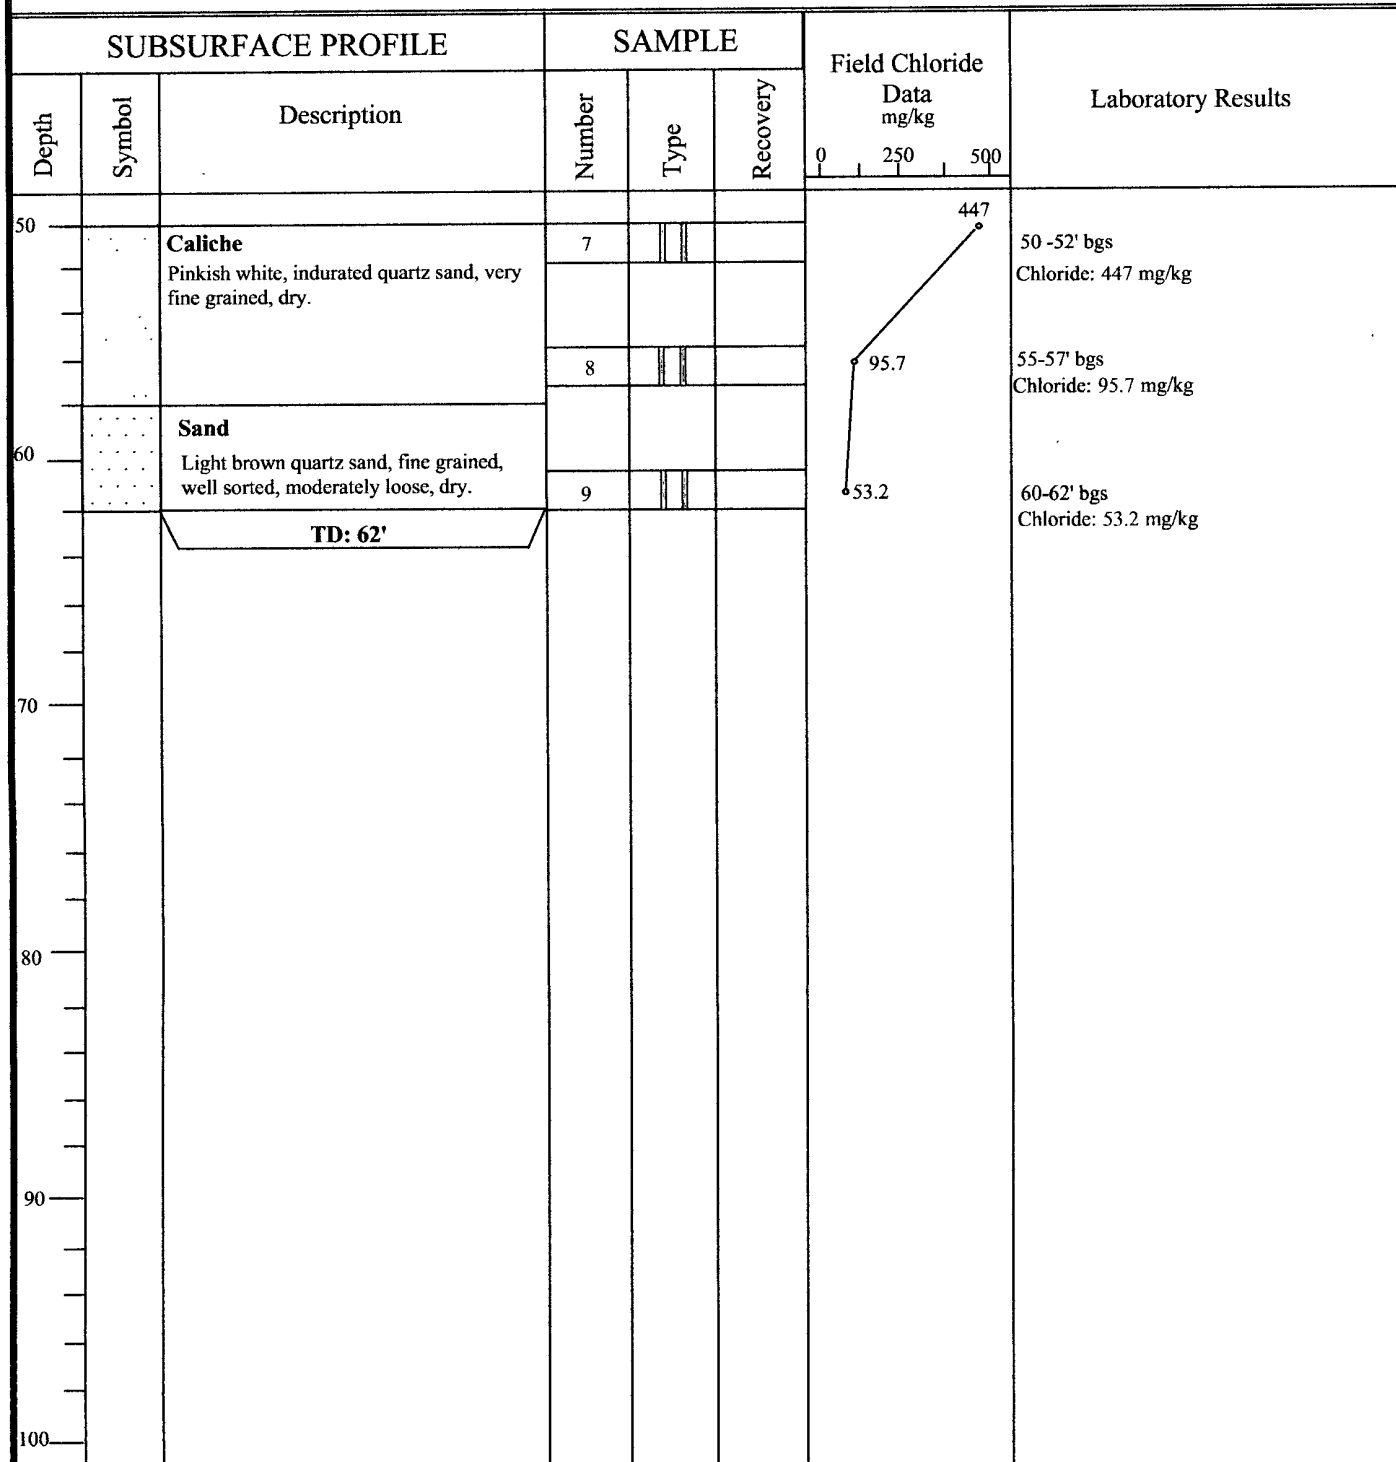 SUBSURFACE PROFILE
SAMPLE
Field Chloride
Data
mg/kg
0 250 500
Laboratory Results
Depth
Symbol
Description
Number
Type
Recovery
50
Caliche
Pinkish white, indurated quartz sand, very
fine grained, dry.
7
447
50 -52' bgs
Chloride: 447 mg/kg
8
95.7
55-57' bgs
Chloride: 95.7 mg/kg
60
Sand
Light brown quartz sand, fine grained,
well sorted, moderately loose, dry.
9
53.2
60-62' bgs
Chloride: 53.2 mg/kg
TD: 62'
70
80
90
100